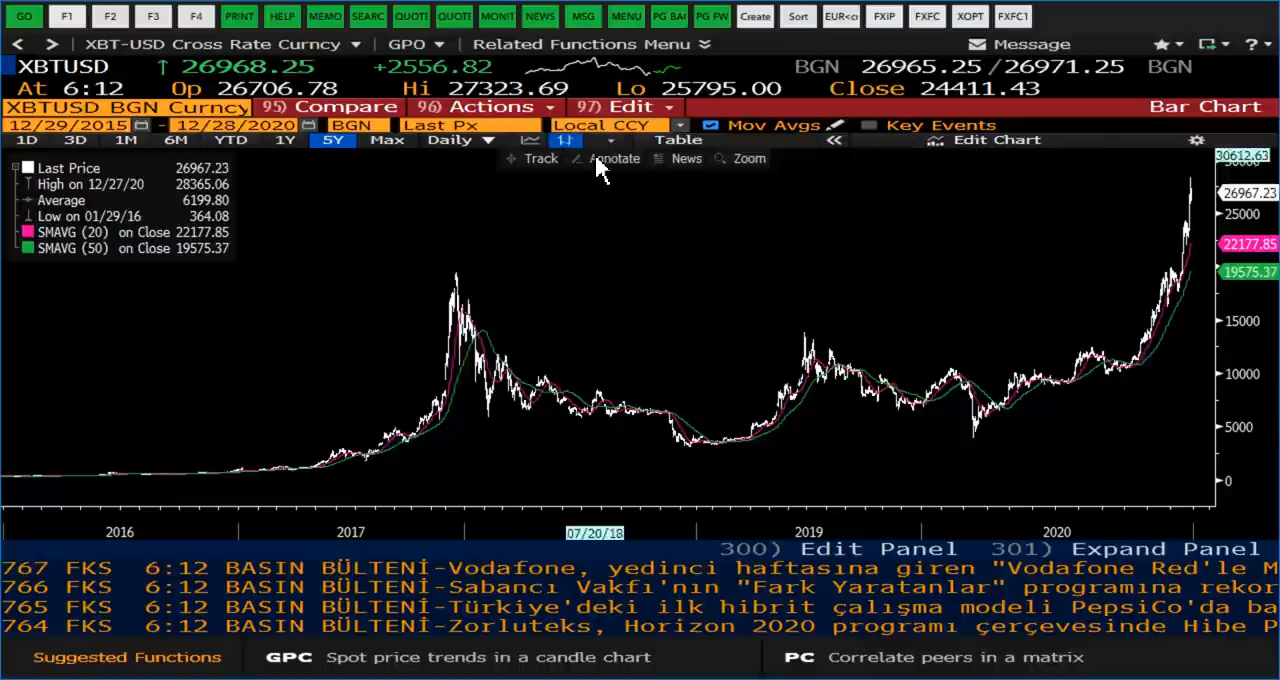 GO F1 F2 F3 F4 PRINT HELP MEMO SEARC QUOTE QUOTE MONIT NEWS MSG MENU PG BA PG FW Create Sort EUR<cu FXIP FXFC XOPT FXFC1
< > XBT-USD Cross Rate Curncy GPO Related Functions Menu Message ?
XBTUSD ↑ 26968.25 +2556.82 BGN 26965.25/26971.25 BGN
At 6:12 Op 26706.78 Hi 27323.69 Lo 25795.00 Close 24411.43
XBTUSD BGN Curncy 95) Compare 96) Actions 97) Edit Bar Chart
12/29/2015 - 12/28/2020 BGN Last Px Local CCY Mov Avgs Key Events
1D 3D 1M 6M YTD 1Y 5Y Max Daily Table « Edit Chart
Track Annotate News Zoom
30612.63
Last Price 26967.23
High on 12/27/20 28365.06
Average 6199.80
Low on 01/29/16 364.08
SMAVG (20) on Close 22177.85
SMAVG (50) on Close 19575.37
30000
26967.23
25000
22177.85
19575.37
15000
10000
5000
0
2016 2017 07/20/18 2019 2020
300) Edit Panel 301) Expand Panel
767 FKS 6:12 BASIN BÜLTENİ-Vodafone, yedinci haftasına giren "Vodafone Red'le M
766 FKS 6:12 BASIN BÜLTENİ-Sabancı Vakfı'nın "Fark Yaratanlar" programına rekor
765 FKS 6:12 BASIN BÜLTENİ-Türkiye'deki ilk hibrit çalışma modeli PepsiCo'da ba
764 FKS 6:12 BASIN BÜLTENİ-Zorluteks, Horizon 2020 programı çerçevesinde Hibe P
Suggested Functions GPC Spot price trends in a candle chart PC Correlate peers in a matrix